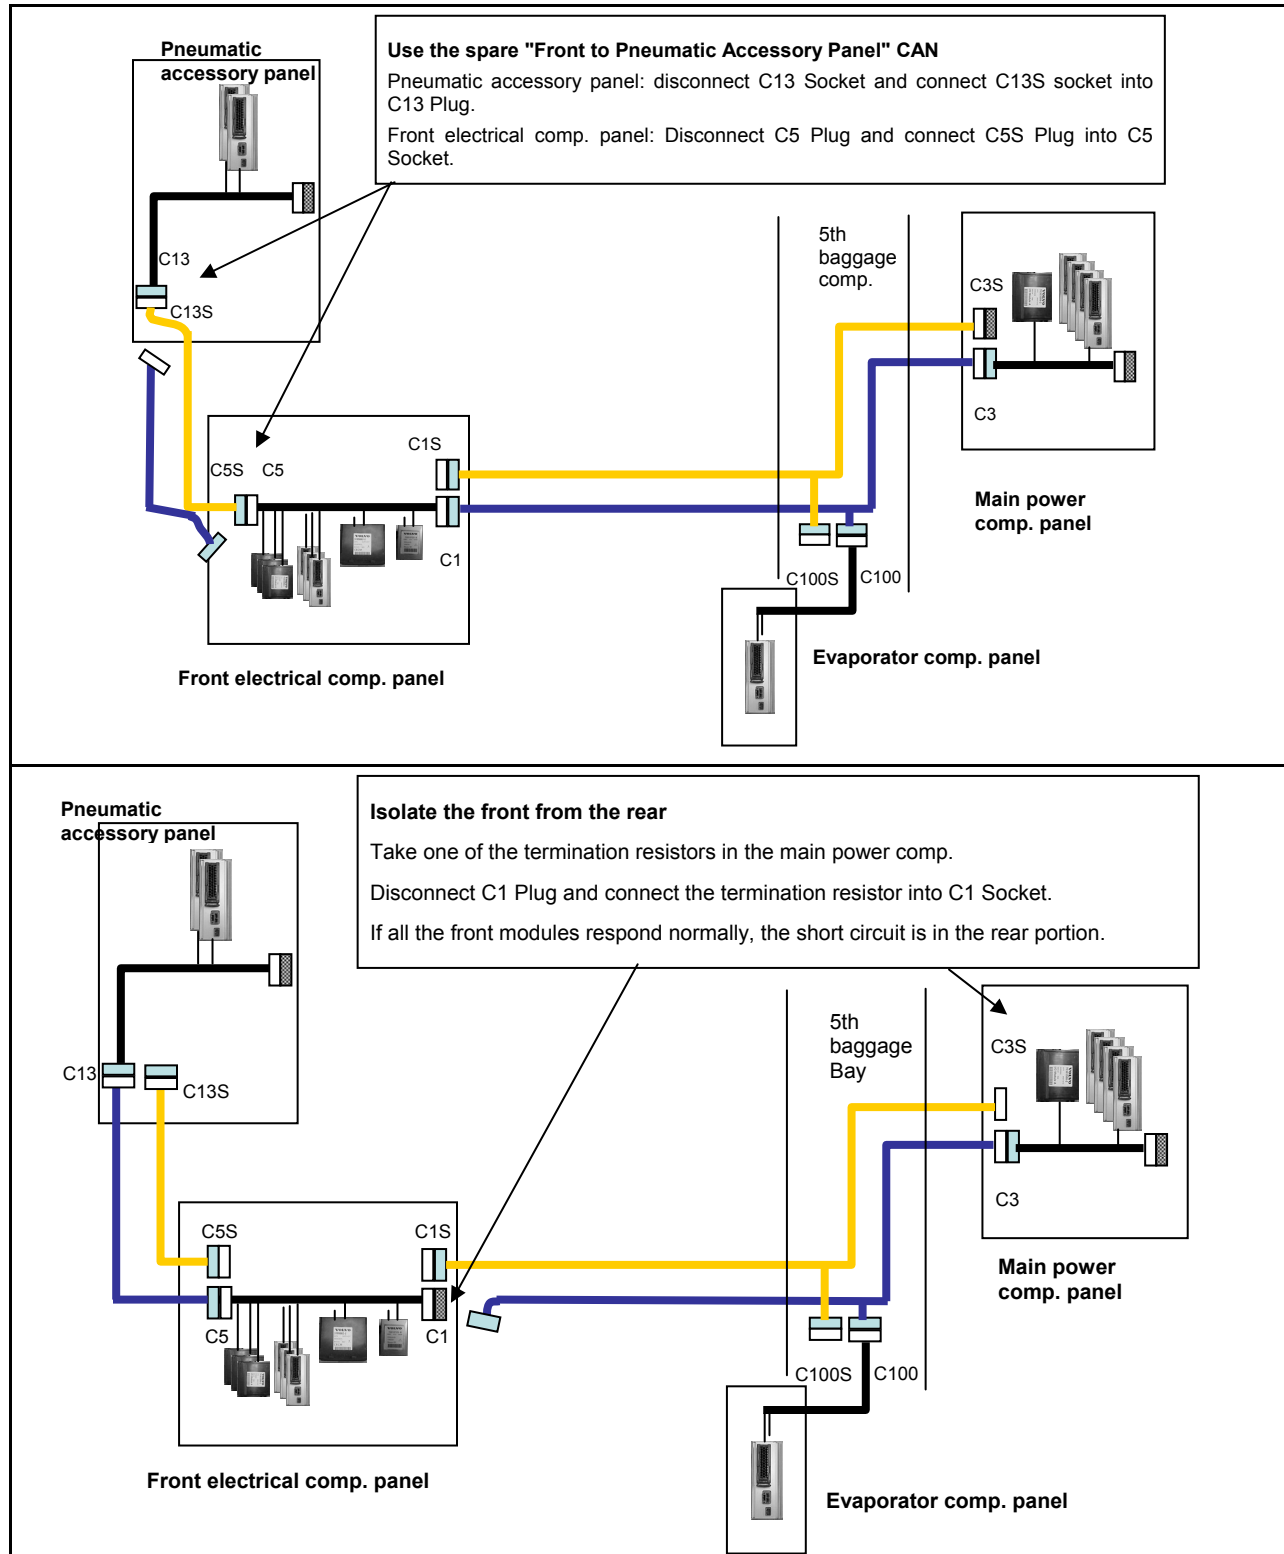 Pneumatic
accessory panel
Use the spare "Front to Pneumatic Accessory Panel" CAN
Pneumatic accessory panel: disconnect C13 Socket and connect C13S socket into
C13 Plug.
Front electrical comp. panel: Disconnect C5 Plug and connect C5S Plug into C5
Socket.
5th
baggage
comp.
C13
C3S
C13S
C3
C1S
C5S C5
Main power
comp. panel
C1
C100S C100
Evaporator comp. panel
Front electrical comp. panel
Pneumatic
accessory panel
Isolate the front from the rear
Take one of the termination resistors in the main power comp.
Disconnect C1 Plug and connect the termination resistor into C1 Socket.
If all the front modules respond normally, the short circuit is in the rear portion.
5th
baggage
Bay
C3S
C13
C13S
C3
C5S
C1S
Main power
comp. panel
C5
C1
C100S C100
Front electrical comp. panel
Evaporator comp. panel